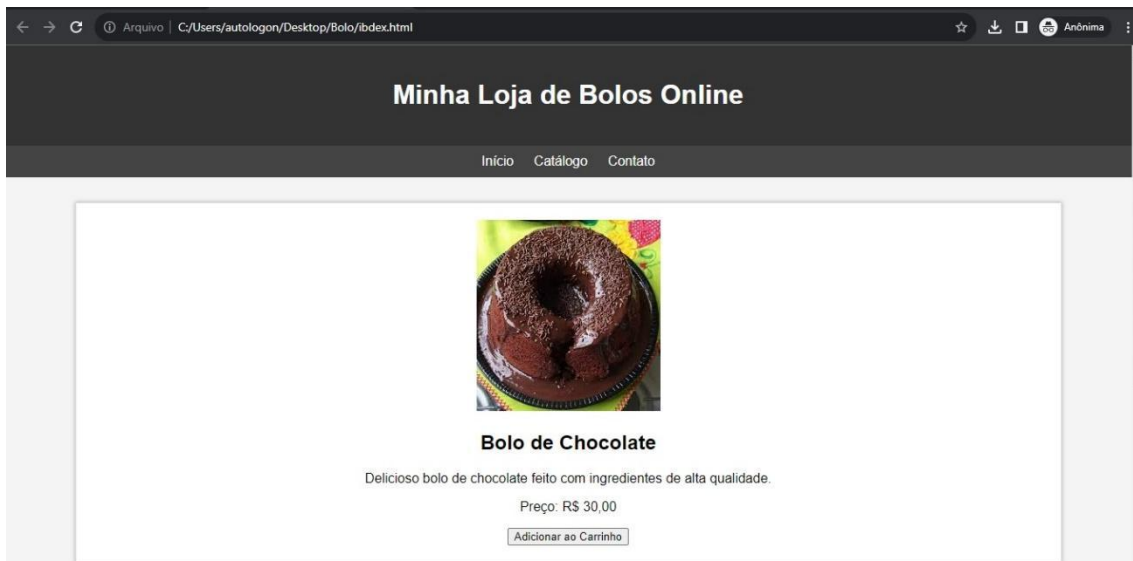 Arquivo | C:/Users/autologon/Desktop/Bolo/ibdex.html Anônima
Minha Loja de Bolos Online
Início Catálogo Contato
Bolo de Chocolate
Delicioso bolo de chocolate feito com ingredientes de alta qualidade.
Preço: R$ 30,00
Adicionar ao Carrinho